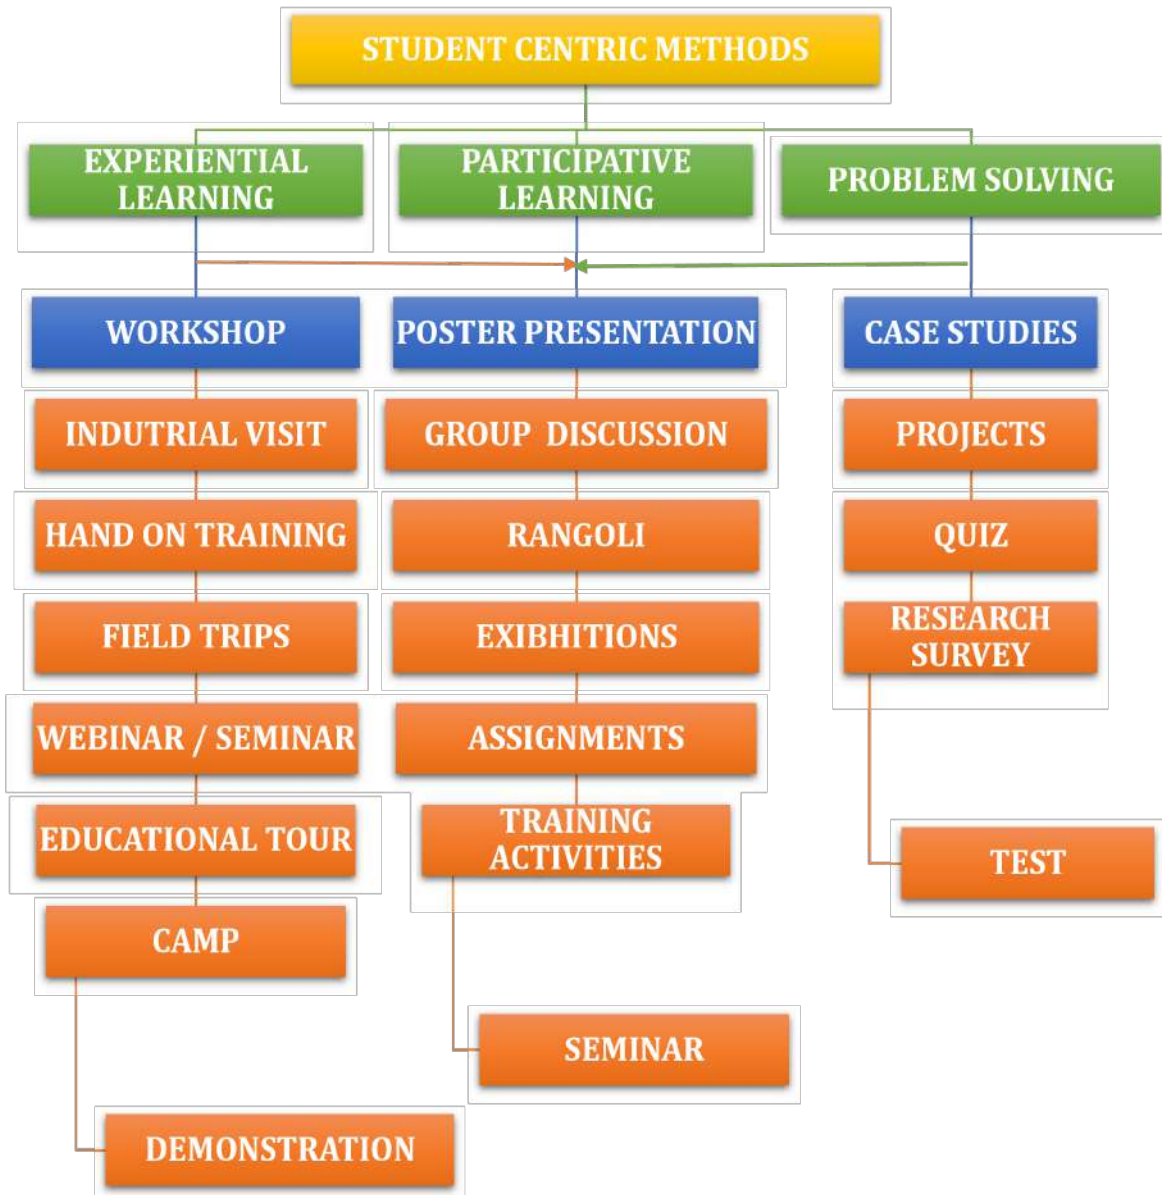 STUDENT CENTRIC METHODS
EXPERIENTIAL
LEARNING
PARTICIPATIVE
LEARNING
PROBLEM SOLVING
WORKSHOP
POSTER PRESENTATION
CASE STUDIES
INDUTRIAL VISIT
GROUP DISCUSSION
PROJECTS
HAND ON TRAINING
RANGOLI
QUIZ
FIELD TRIPS
EXIBHITIONS
RESEARCH
SURVEY
WEBINAR / SEMINAR
ASSIGNMENTS
EDUCATIONAL TOUR
TRAINING
ACTIVITIES
TEST
CAMP
SEMINAR
DEMONSTRATION